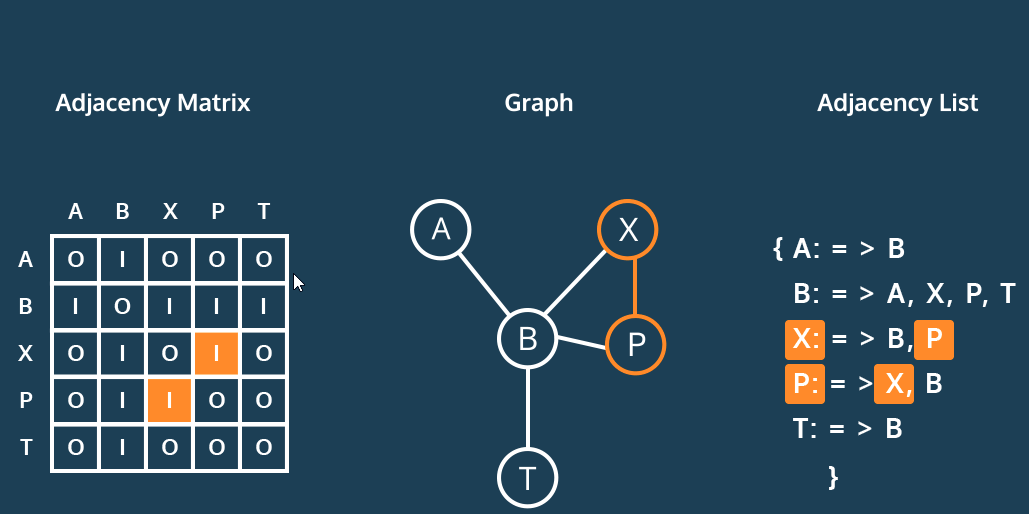 Adjacency Matrix
Graph
Adjacency List
A B X P T
A O I O O O
B I O I I I
X O I O I O
P O I I O O
T O I O O O
A
X
B
P
T
{ A: = > B
B: = > A, X, P, T
X: = > B, P
P: = > X, B
T: = > B
}